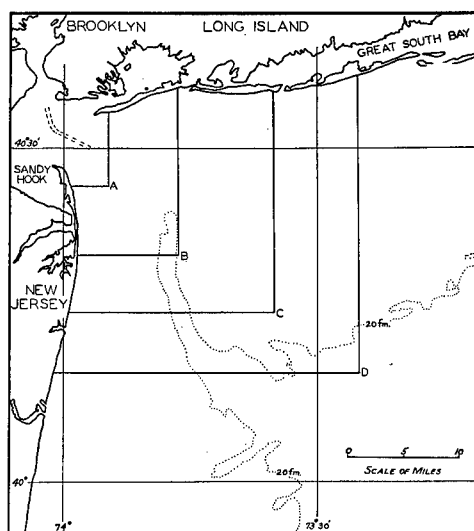 BROOKLYN
LONG ISLAND
GREAT SOUTH BAY
40°30'
SANDY
HOOK
A
B
NEW
JERSEY
C
20 fm.
D
20 fm.
0 5 10
SCALE OF MILES
40°
74°
73°30'